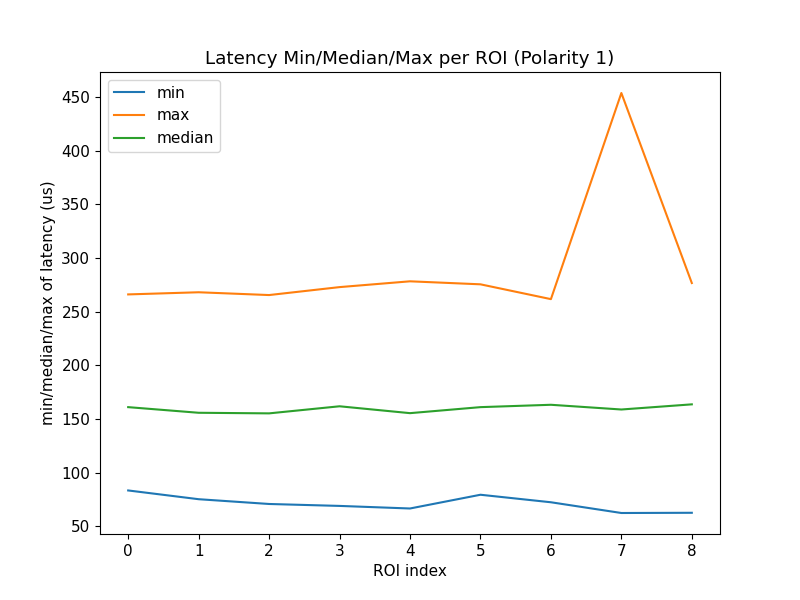 Latency Min/Median/Max per ROI (Polarity 1)
min
max
median
min/median/max of latency (us)
450
400
350
300
250
200
150
100
50
0 1 2 3 4 5 6 7 8
ROI index